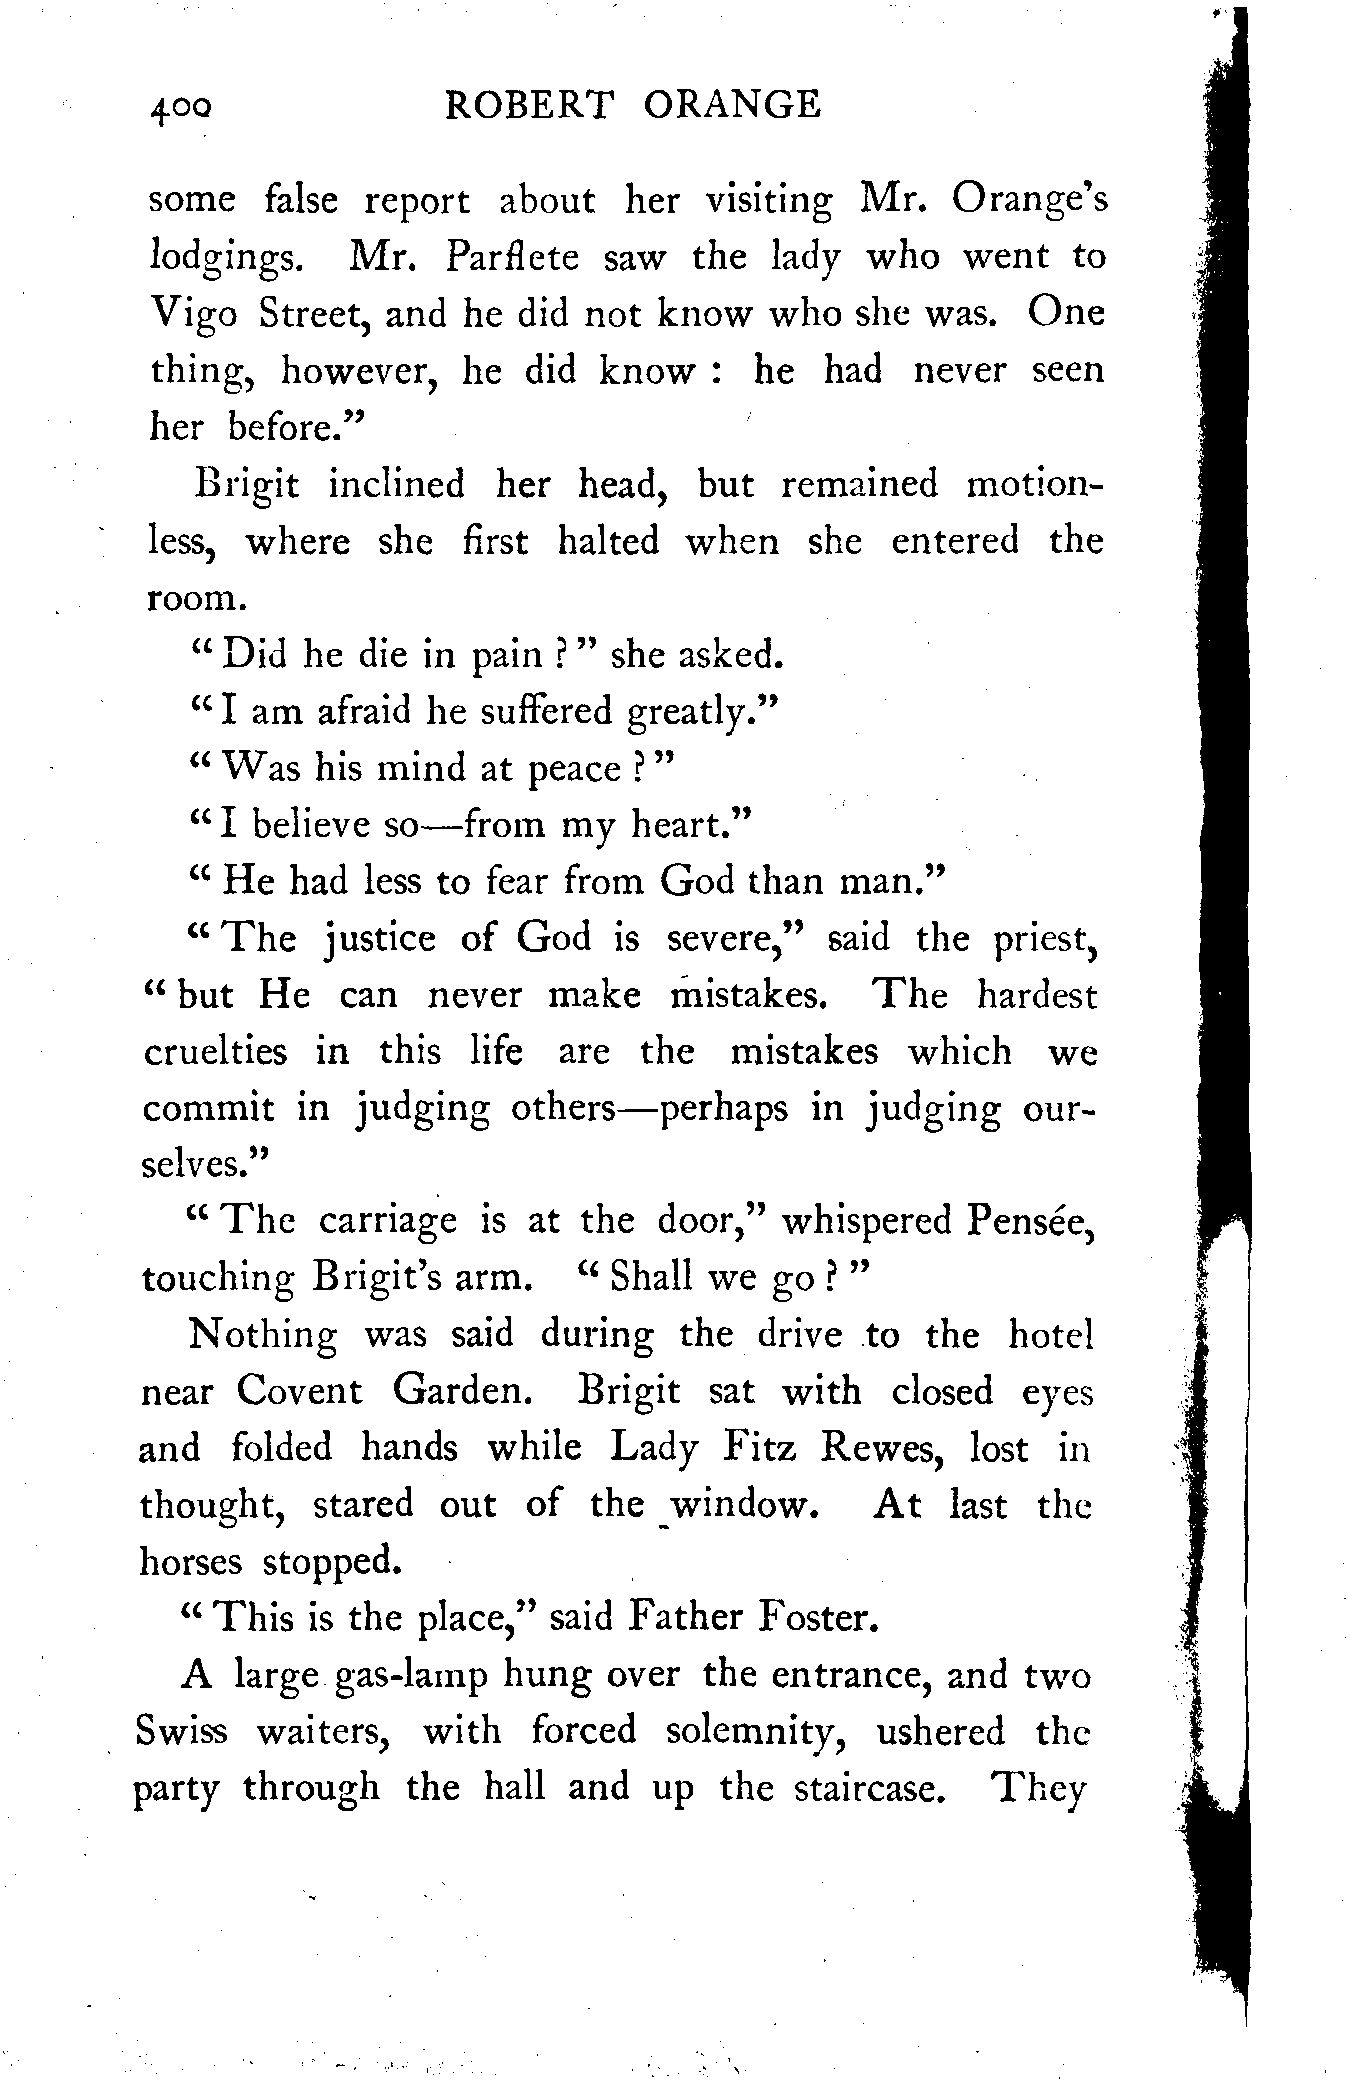 400 ROBERT ORANGE
some false report about her visiting Mr. Orange's
lodgings. Mr. Parflete saw the lady who went to
Vigo Street, and he did not know who she was. One
thing, however, he did know : he had never seen
her before."
Brigit inclined her head, but remained motion-
less, where she first halted when she entered the
room.
" Did he die in pain ? " she asked.
" I am afraid he suffered greatly."
" Was his mind at peace ? "
" I believe so—from my heart."
" He had less to fear from God than man."
" The justice of God is severe," said the priest,
" but He can never make mistakes. The hardest
cruelties in this life are the mistakes which we
commit in judging others—perhaps in judging our-
selves."
" The carriage is at the door," whispered Pensée,
touching Brigit's arm. " Shall we go ? "
Nothing was said during the drive to the hotel
near Covent Garden. Brigit sat with closed eyes
and folded hands while Lady Fitz Rewes, lost in
thought, stared out of the window. At last the
horses stopped.
" This is the place," said Father Foster.
A large gas-lamp hung over the entrance, and two
Swiss waiters, with forced solemnity, ushered the
party through the hall and up the staircase. They